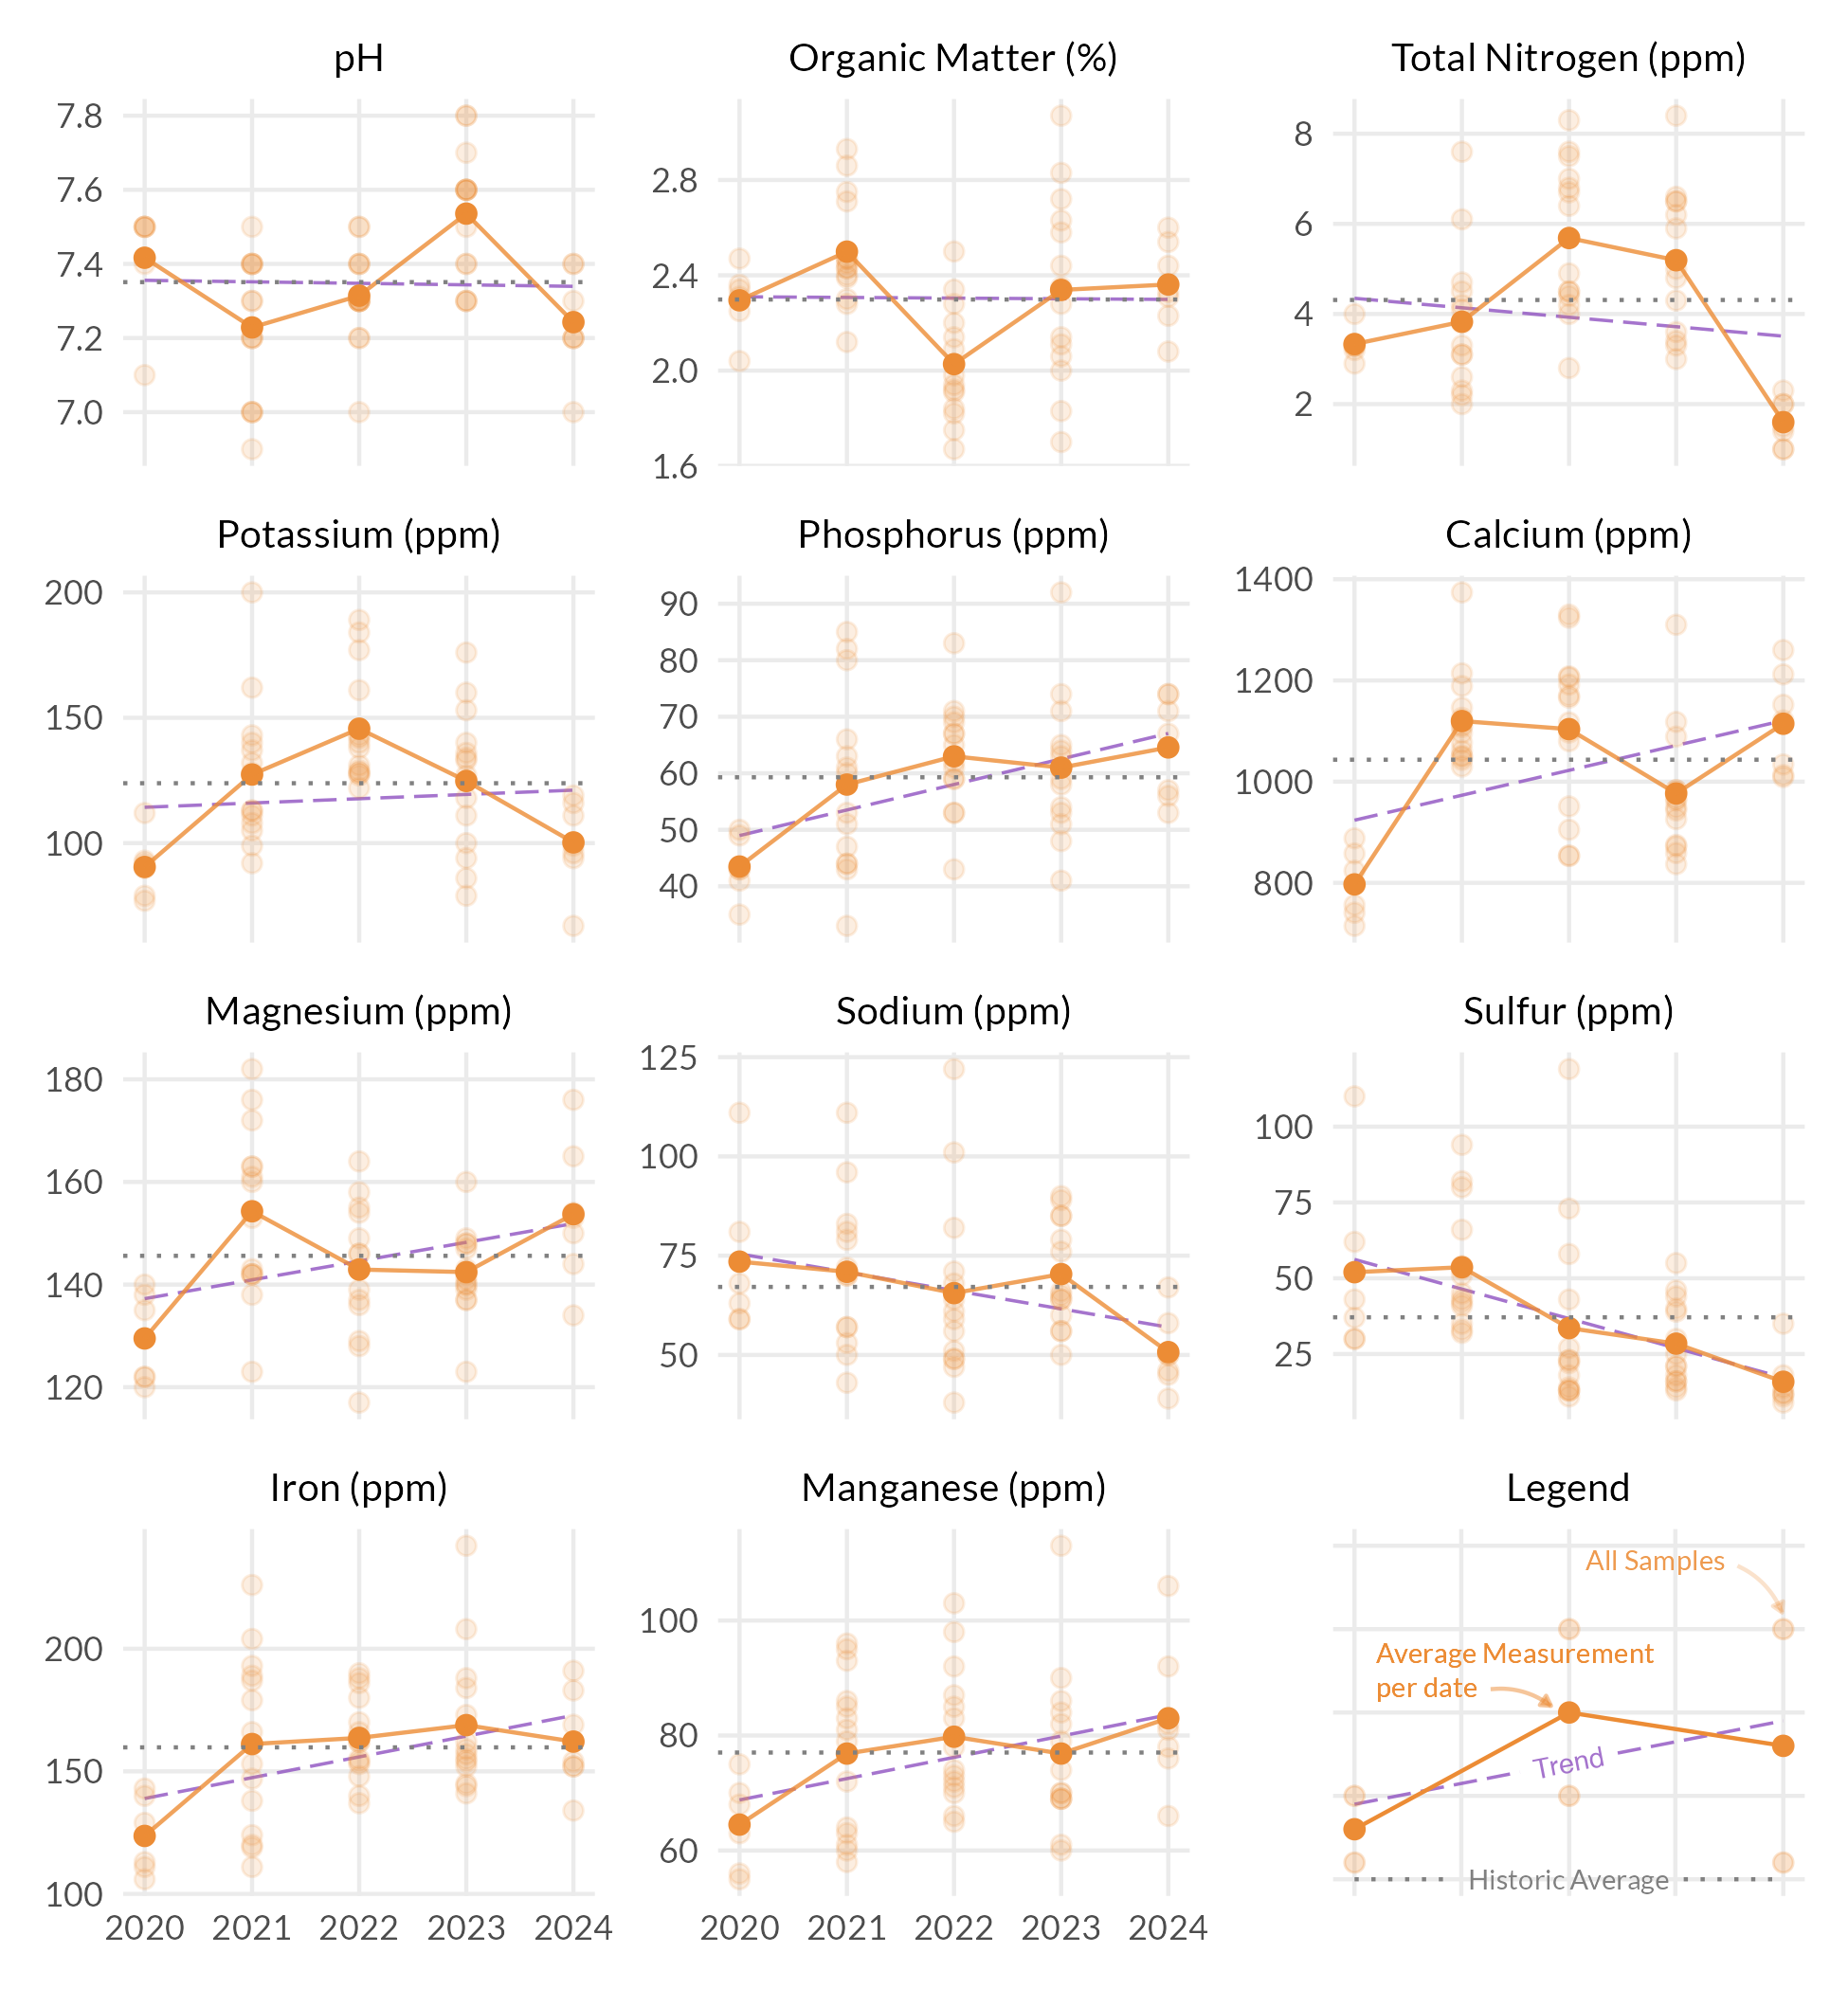 pH
7.8
7.6
7.4
7.2
7.0
Organic Matter (%)
2.8
2.4
2.0
1.6
Total Nitrogen (ppm)
8
6
4
2
Potassium (ppm)
200
150
100
Phosphorus (ppm)
90
80
70
60
50
40
Calcium (ppm)
1400
1200
1000
800
Magnesium (ppm)
180
160
140
120
Sodium (ppm)
125
100
75
50
Sulfur (ppm)
100
75
50
25
Iron (ppm)
200
150
100
2020 2021 2022 2023 2024
Manganese (ppm)
100
80
60
2020 2021 2022 2023 2024
Legend
All Samples
Average Measurement
per date
Trend
Historic Average